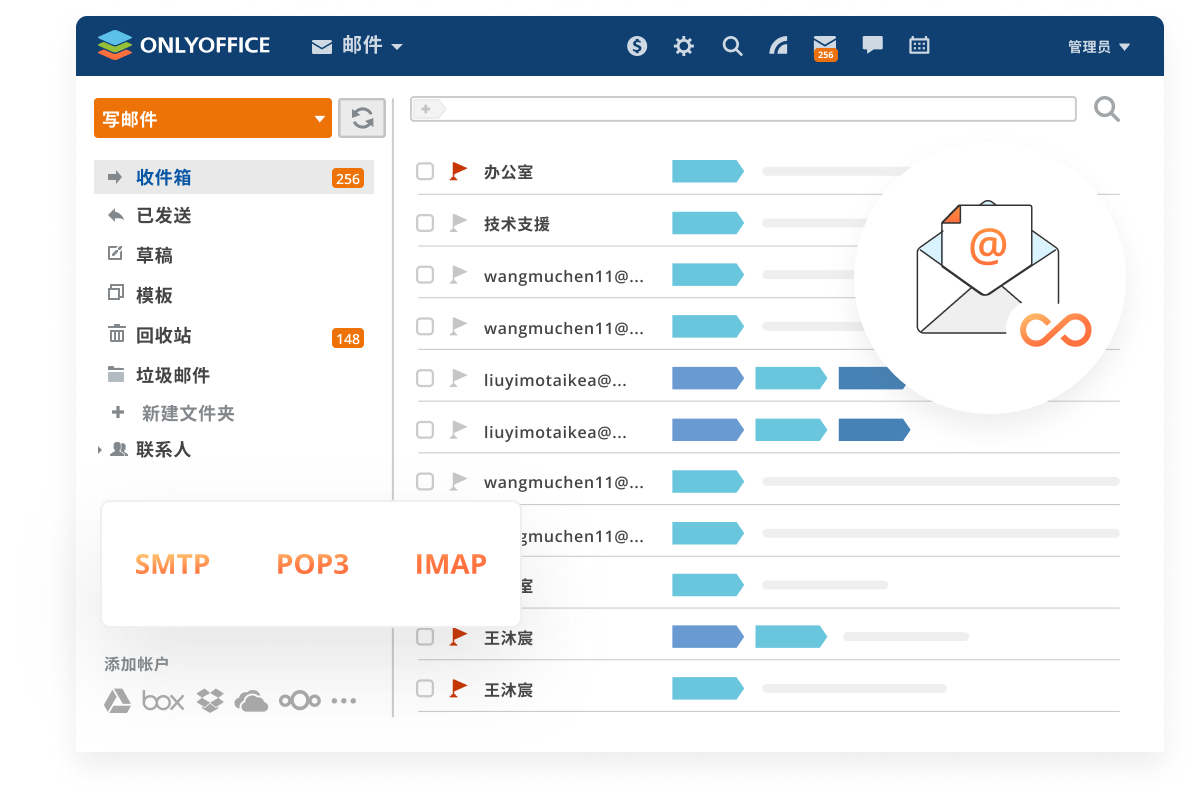 ONLYOFFICE
邮件
256
管理员
写邮件
收件箱
256
已发送
草稿
模板
回收站
148
垃圾邮件
新建文件夹
联系人
办公室
技术支援
wangmuchen11@...
wangmuchen11@...
liuyimotaikea@...
liuyimotaikea@...
wangmuchen11@...
gmuchen11@...
室
王沐宸
王沐宸
@
SMTP
POP3
IMAP
添加帐户
box